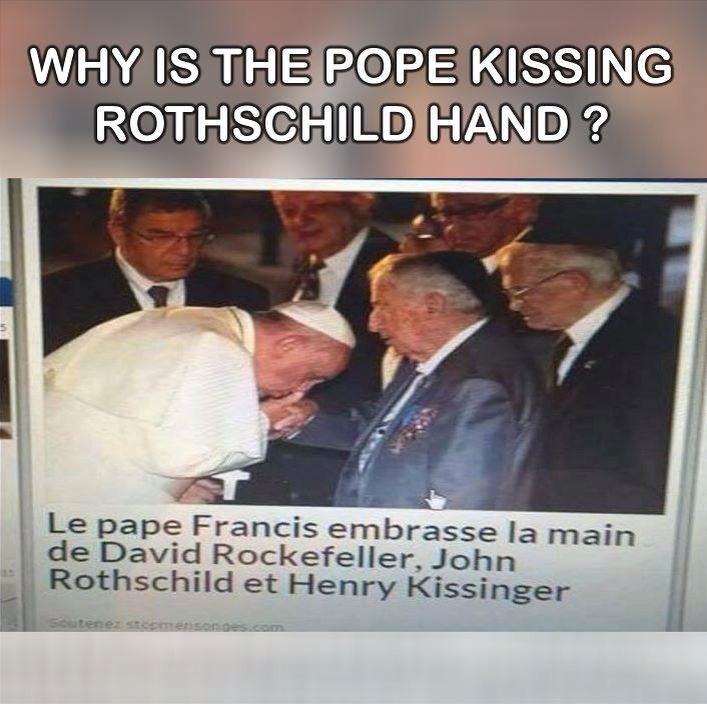 WHY IS THE POPE KISSING
ROTHSCHILD HAND ?
Le pape Francis embrasse la main
de David Rockefeller, John
Rothschild et Henry Kissinger
Soutenez stopmensonges.com